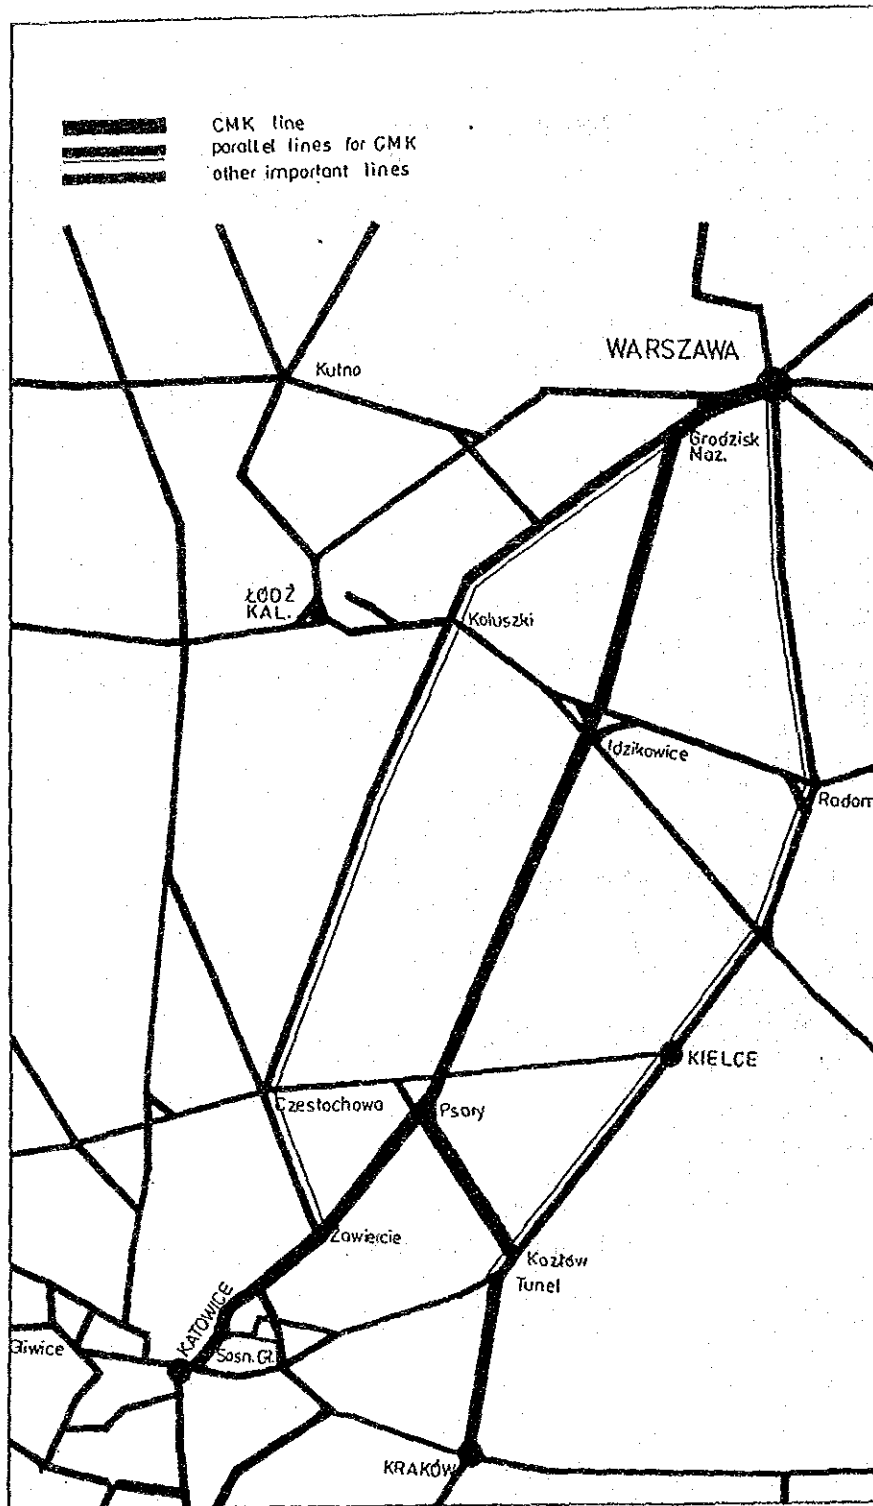 CMK line
parallel lines for CMK
other important lines
WARSZAWA
Kutno
Grodzisk
Maz.
ŁÓDŹ
KAL.
Koluszki
Idzikowice
Radom
KIELCE
Częstochowa
Psary
Zawiercie
Kozłów
Tunel
KATOWICE
Gliwice
Sosn. Gł.
KRAKÓW